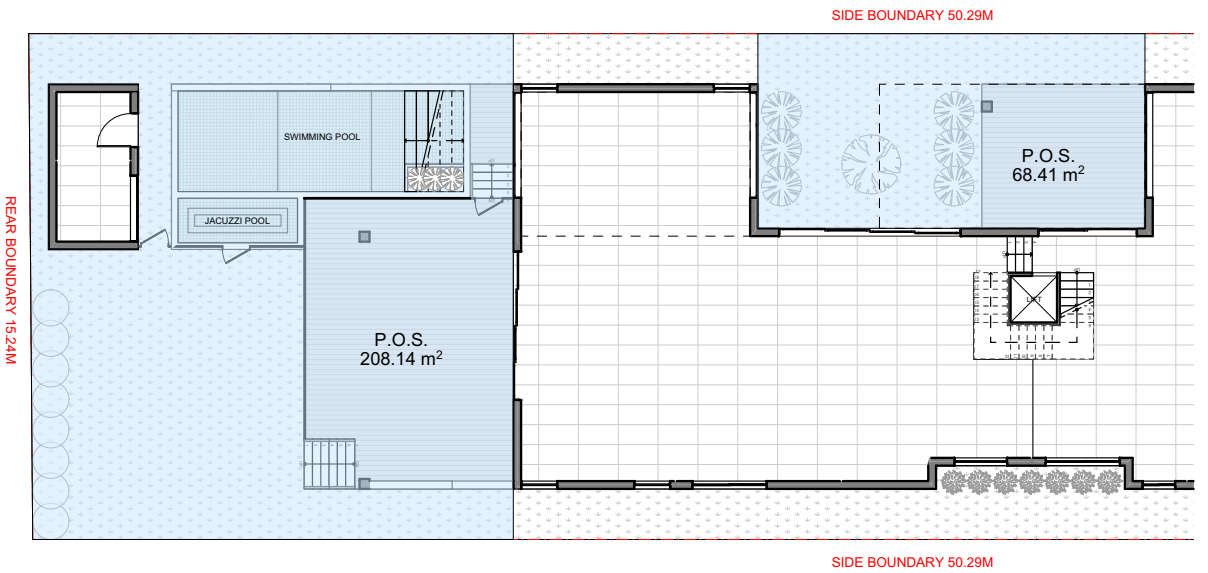 SIDE BOUNDARY 50.29M
SWIMMING POOL
P.O.S.
68.41 m²
JACUZZI POOL
REAR BOUNDARY 15.24M
LIFT
P.O.S.
208.14 m²
SIDE BOUNDARY 50.29M